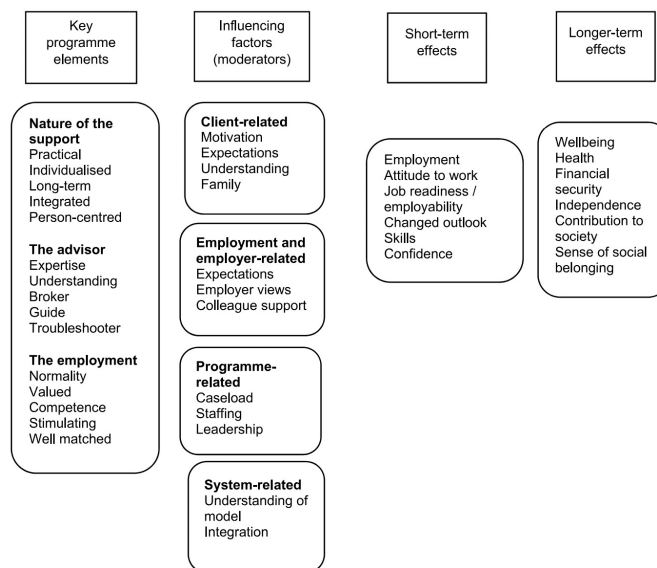 Key
programme
elements
Influencing
factors
(moderators)
Short-term
effects
Longer-term
effects
Nature of the
support
Practical
Individualised
Long-term
Integrated
Person-centred
The advisor
Expertise
Understanding
Broker
Guide
Troubleshooter
The employment
Normality
Valued
Competence
Stimulating
Well matched
Client-related
Motivation
Expectations
Understanding
Family
Employment and
employer-related
Expectations
Employer views
Colleague support
Programme-
related
Caseload
Staffing
Leadership
System-related
Understanding of
model
Integration
Employment
Attitude to work
Job readiness /
employability
Changed outlook
Skills
Confidence
Wellbeing
Health
Financial
security
Independence
Contribution to
society
Sense of social
belonging